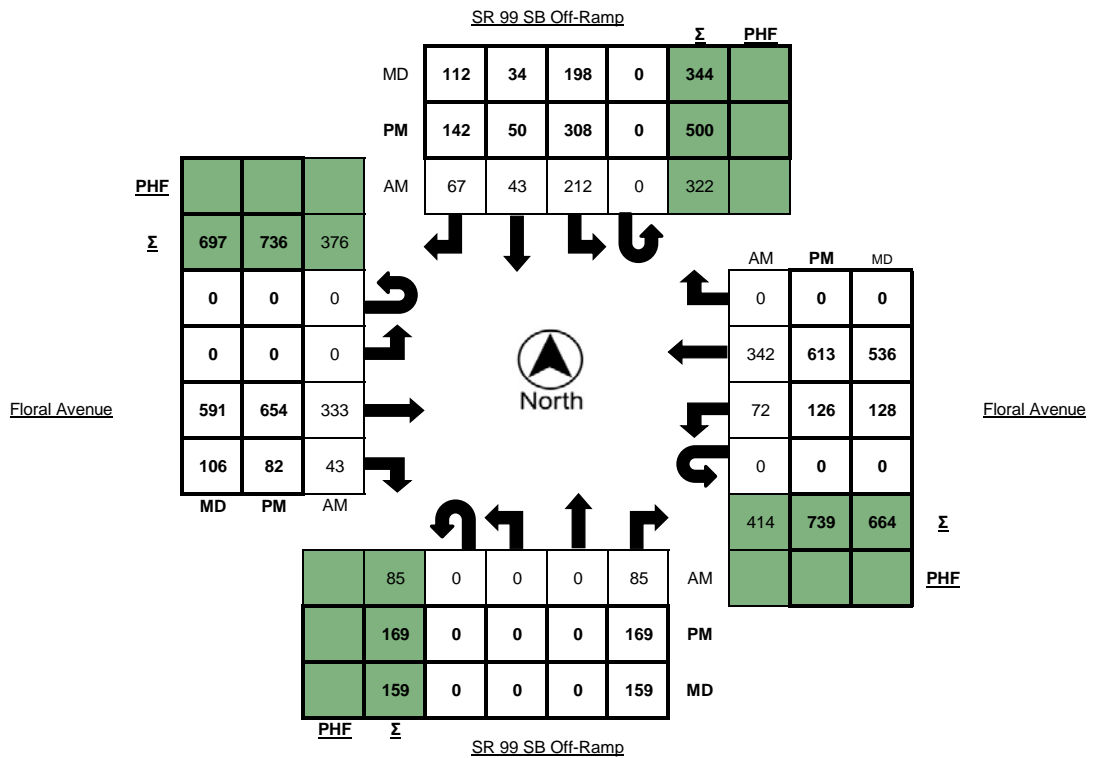 SR 99 SB Off-Ramp
Σ PHF
MD 112 34 198 0 344
PM 142 50 308 0 500
AM 67 43 212 0 322
PHF
Σ 697 736 376
0 0 0
0 0 0
591 654 333
106 82 43
MD PM AM
Floral Avenue
North
AM PM MD
0 0 0
342 613 536
72 126 128
0 0 0
414 739 664 Σ
PHF
Floral Avenue
85 0 0 0 85 AM
169 0 0 0 169 PM
159 0 0 0 159 MD
PHF Σ
SR 99 SB Off-Ramp